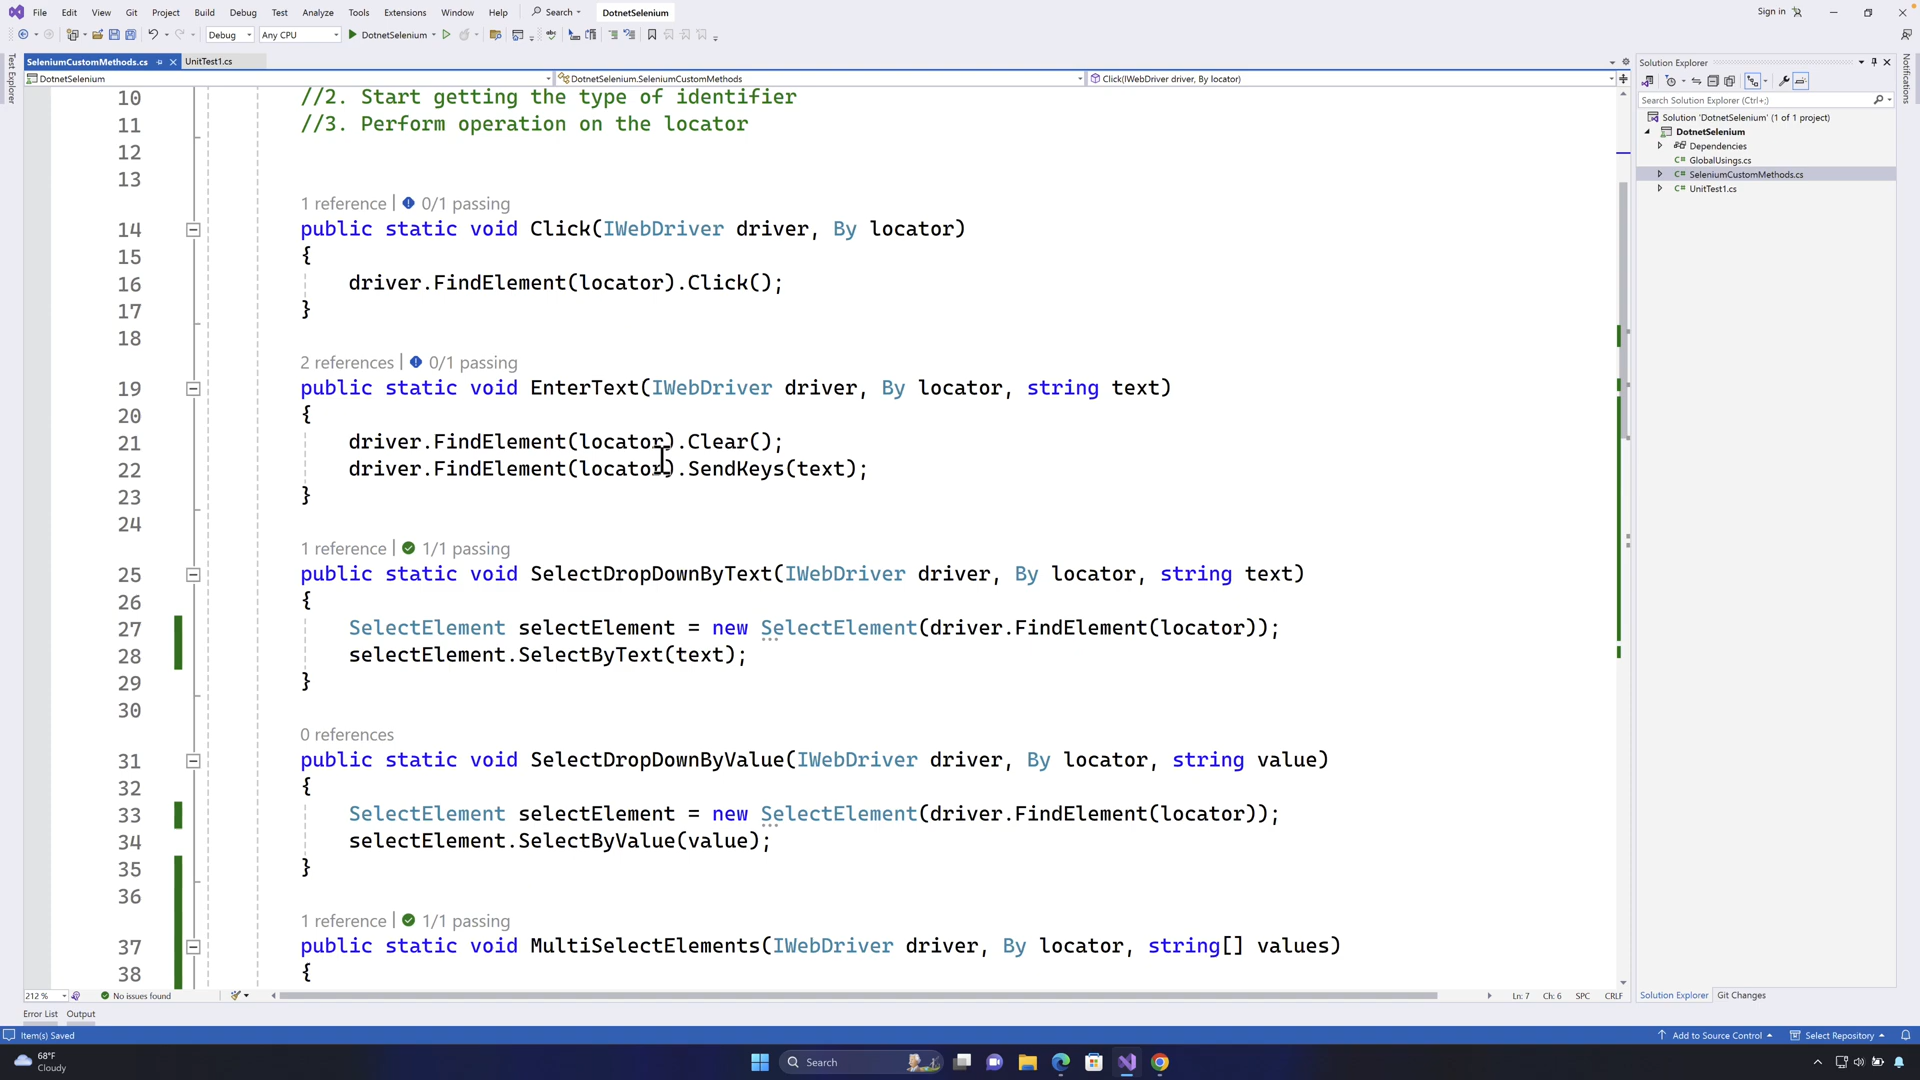 File Edit View Git Project Build Debug Test Analyze Tools Extensions Window Help Search DotnetSelenium Sign in
Debug Any CPU DotnetSelenium
Test Explorer
SeleniumCustomMethods.cs UnitTest1.cs
DotnetSelenium DotnetSelenium.SeleniumCustomMethods Click(IWebDriver driver, By locator)
10 //2. Start getting the type of identifier
11 //3. Perform operation on the locator
12
13
1 reference | 0/1 passing
14 public static void Click(IWebDriver driver, By locator)
15 {
16 driver.FindElement(locator).Click();
17 }
18
2 references | 0/1 passing
19 public static void EnterText(IWebDriver driver, By locator, string text)
20 {
21 driver.FindElement(locator).Clear();
22 driver.FindElement(locator).SendKeys(text);
23 }
24
1 reference | 1/1 passing
25 public static void SelectDropDownByText(IWebDriver driver, By locator, string text)
26 {
27 SelectElement selectElement = new SelectElement(driver.FindElement(locator));
28 selectElement.SelectByText(text);
29 }
30
0 references
31 public static void SelectDropDownByValue(IWebDriver driver, By locator, string value)
32 {
33 SelectElement selectElement = new SelectElement(driver.FindElement(locator));
34 selectElement.SelectByValue(value);
35 }
36
1 reference | 1/1 passing
37 public static void MultiSelectElements(IWebDriver driver, By locator, string[] values)
38 {
212 % No issues found Ln: 7 Ch: 6 SPC CRLF
Error List Output
Item(s) Saved Add to Source Control Select Repository
Solution Explorer
Search Solution Explorer (Ctrl+;)
Solution 'DotnetSelenium' (1 of 1 project)
DotnetSelenium
Dependencies
C# GlobalUsings.cs
C# SeleniumCustomMethods.cs
C# UnitTest1.cs
Solution Explorer Git Changes
Notifications
68°F
Cloudy
Search